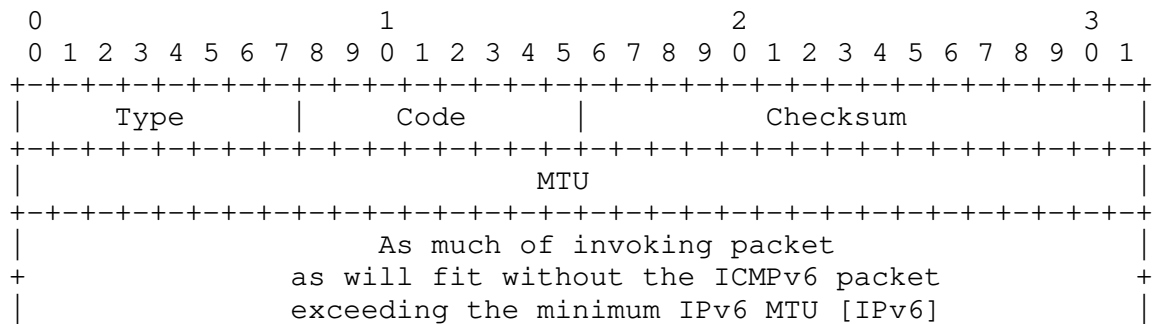 0                   1                   2                   3
 0 1 2 3 4 5 6 7 8 9 0 1 2 3 4 5 6 7 8 9 0 1 2 3 4 5 6 7 8 9 0 1
+-+-+-+-+-+-+-+-+-+-+-+-+-+-+-+-+-+-+-+-+-+-+-+-+-+-+-+-+-+-+-+-+
|     Type      |     Code      |          Checksum             |
+-+-+-+-+-+-+-+-+-+-+-+-+-+-+-+-+-+-+-+-+-+-+-+-+-+-+-+-+-+-+-+-+
|                             MTU                               |
+-+-+-+-+-+-+-+-+-+-+-+-+-+-+-+-+-+-+-+-+-+-+-+-+-+-+-+-+-+-+-+-+
|                    As much of invoking packet                 |
+               as will fit without the ICMPv6 packet           +
|               exceeding the minimum IPv6 MTU [IPv6]           |